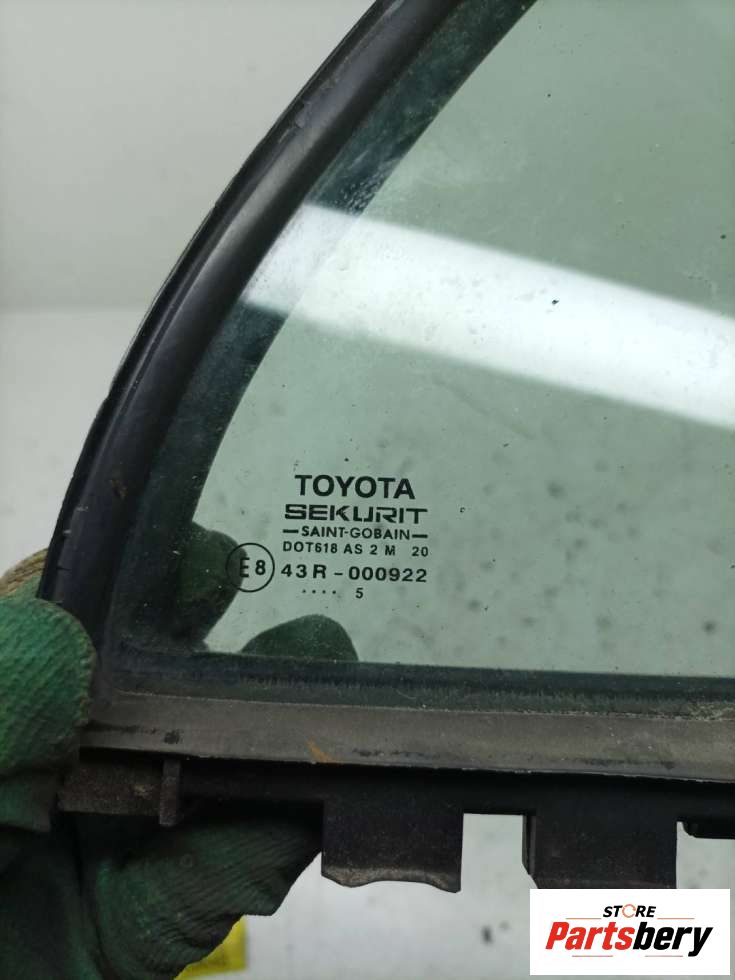 TOYOTA
SEKURIT
SAINT-GOBAIN
DOT618 AS 2 M 20
E8 43R-000922
.... 5
STORE
Partsbery